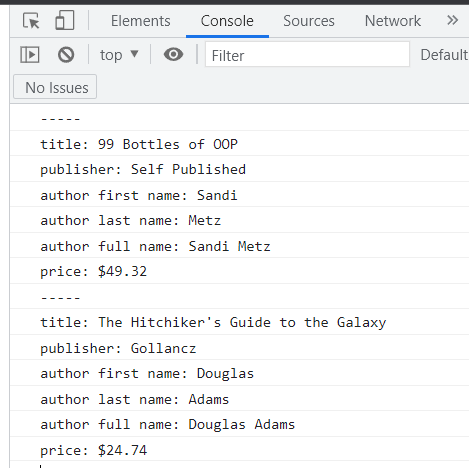 Elements Console Sources Network »
top ▼ Filter Default
No Issues
-----
title: 99 Bottles of OOP
publisher: Self Published
author first name: Sandi
author last name: Metz
author full name: Sandi Metz
price: $49.32
-----
title: The Hitchiker's Guide to the Galaxy
publisher: Gollancz
author first name: Douglas
author last name: Adams
author full name: Douglas Adams
price: $24.74